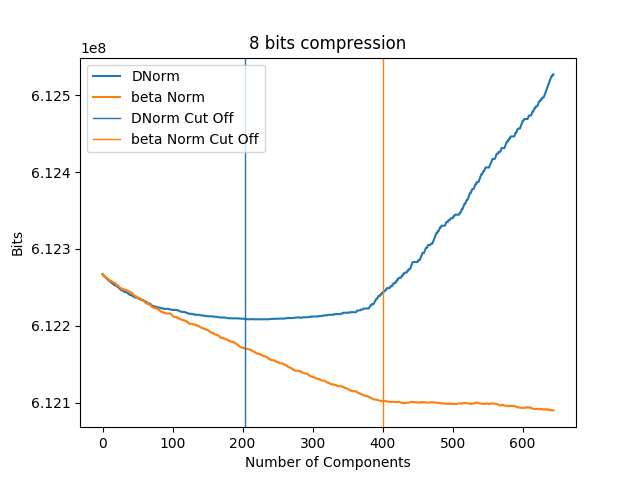 8 bits compression
1e8
DNorm
beta Norm
DNorm Cut Off
beta Norm Cut Off
6.125
6.124
6.123
6.122
6.121
Bits
0 100 200 300 400 500 600
Number of Components